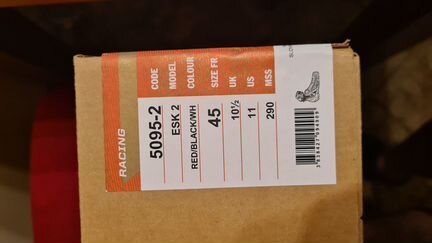 RACING
CODE 5095-2
MODEL ESK 2
COLOUR RED/BLACK/WH
SIZE FR 45
UK 10½
US 11
MSS 290